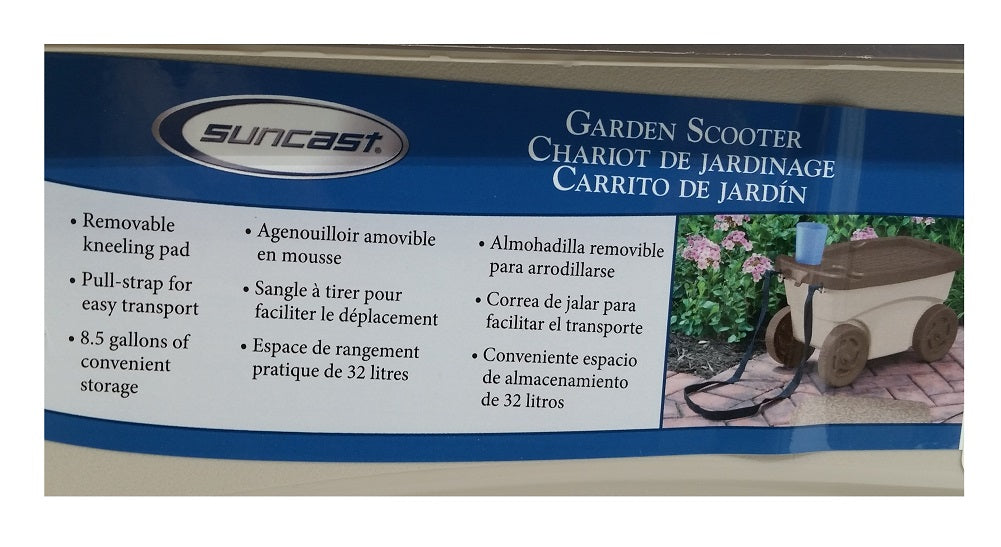 suncast®
GARDEN SCOOTER
CHARIOT DE JARDINAGE
CARRITO DE JARDÍN
• Removable
kneeling pad
• Pull-strap for
easy transport
• 8.5 gallons of
convenient
storage
• Agenouilloir amovible
en mousse
• Sangle à tirer pour
faciliter le déplacement
• Espace de rangement
pratique de 32 litres
• Almohadilla removible
para arrodillarse
• Correa de jalar para
facilitar el transporte
• Conveniente espacio
de almacenamiento
de 32 litros